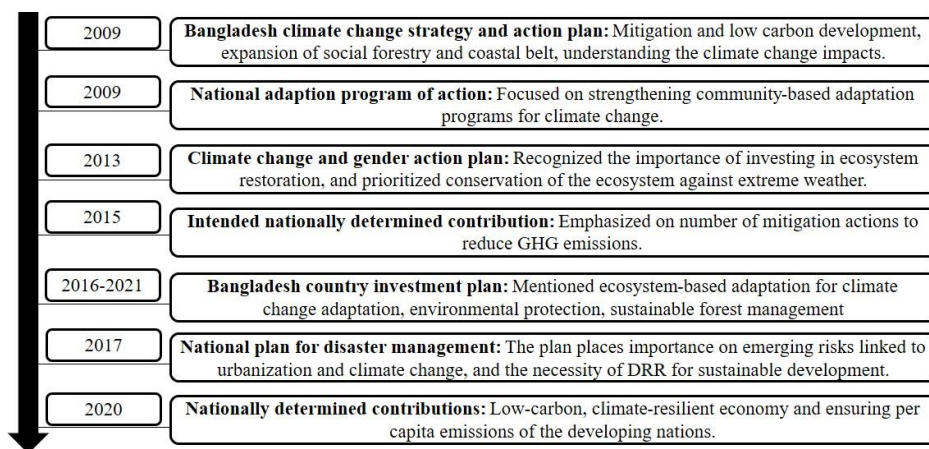 2009
Bangladesh climate change strategy and action plan: Mitigation and low carbon development,
expansion of social forestry and coastal belt, understanding the climate change impacts.
2009
National adaption program of action: Focused on strengthening community-based adaptation
programs for climate change.
2013
Climate change and gender action plan: Recognized the importance of investing in ecosystem
restoration, and prioritized conservation of the ecosystem against extreme weather.
2015
Intended nationally determined contribution: Emphasized on number of mitigation actions to
reduce GHG emissions.
2016-2021
Bangladesh country investment plan: Mentioned ecosystem-based adaptation for climate
change adaptation, environmental protection, sustainable forest management
2017
National plan for disaster management: The plan places importance on emerging risks linked to
urbanization and climate change, and the necessity of DRR for sustainable development.
2020
Nationally determined contributions: Low-carbon, climate-resilient economy and ensuring per
capita emissions of the developing nations.